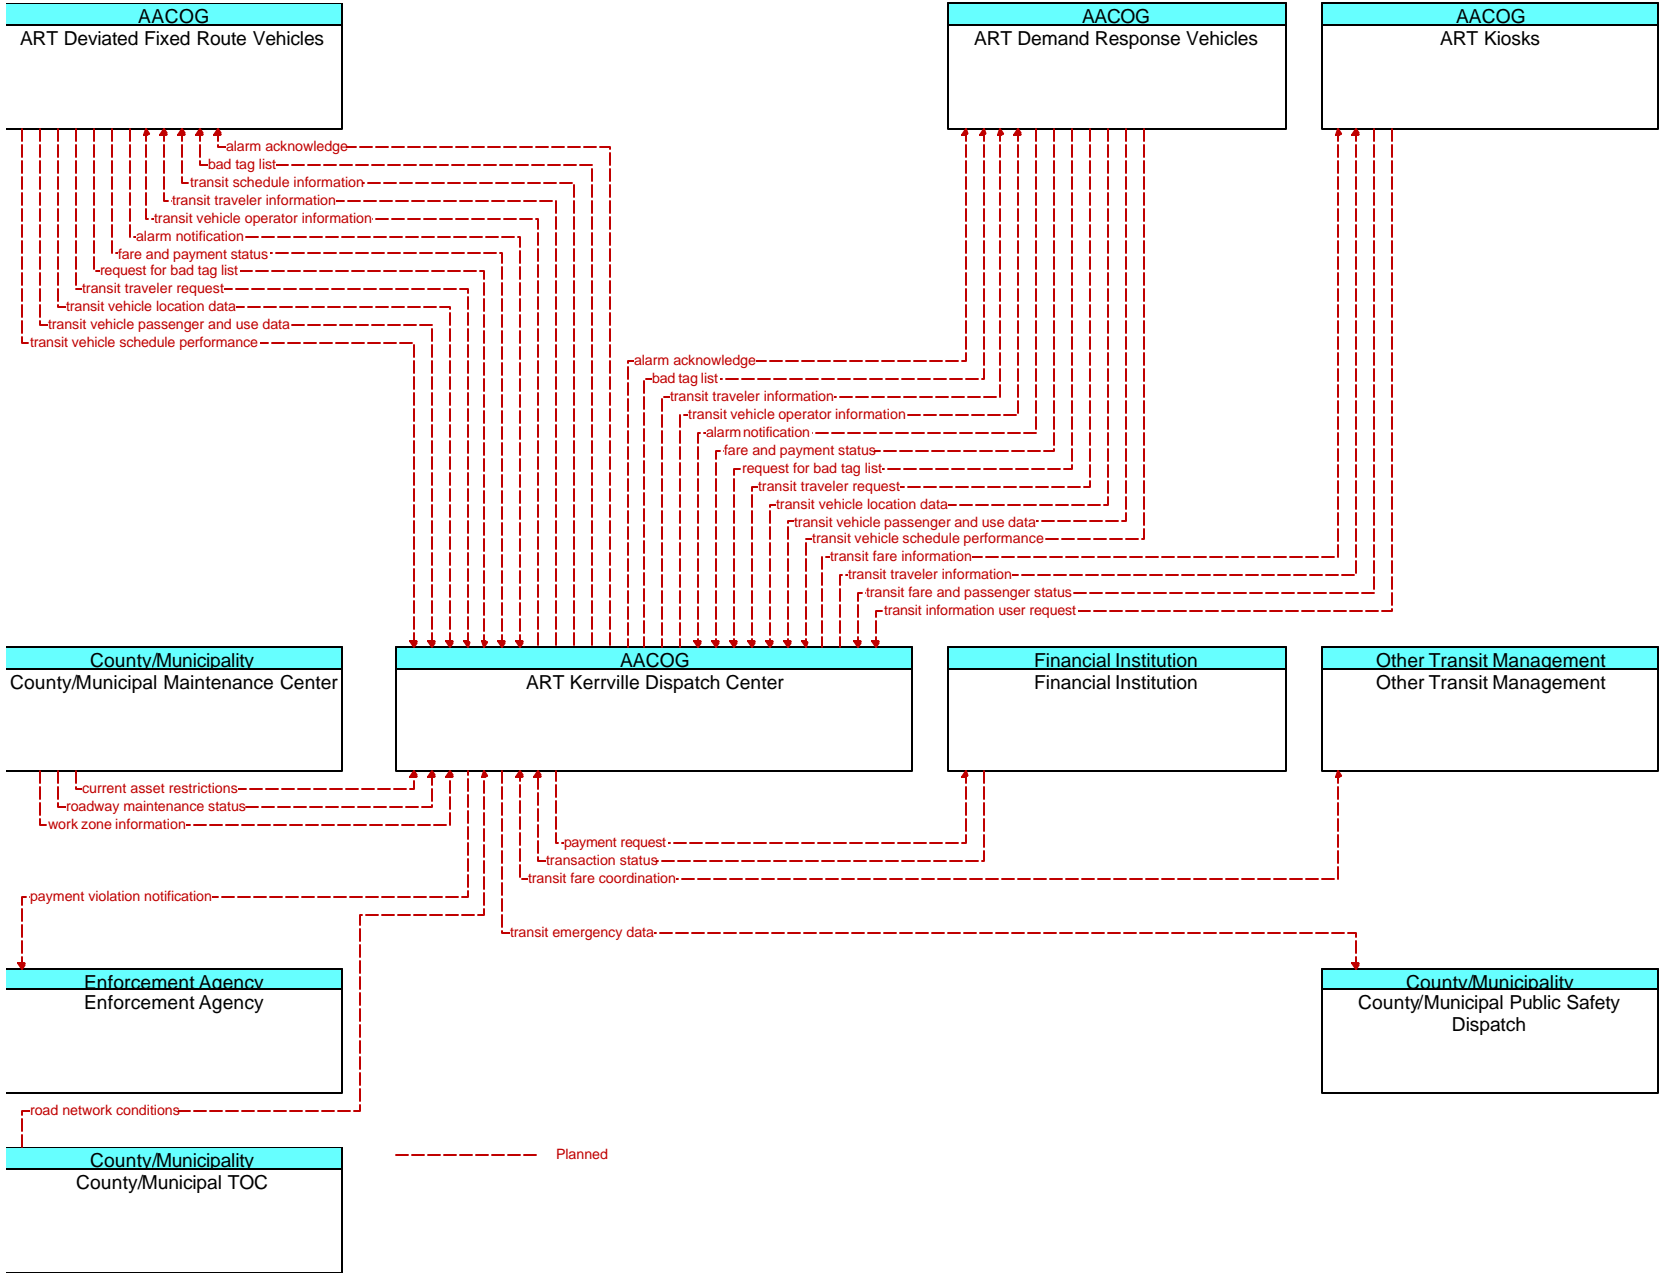 AACOG
ART Deviated Fixed Route Vehicles
AACOG
ART Demand Response Vehicles
AACOG
ART Kiosks
alarm acknowledge
bad tag list
transit schedule information
transit traveler information
transit vehicle operator information
alarm notification
fare and payment status
request for bad tag list
transit traveler request
transit vehicle location data
transit vehicle passenger and use data
transit vehicle schedule performance
alarm acknowledge
bad tag list
transit traveler information
transit vehicle operator information
alarm notification
fare and payment status
request for bad tag list
transit traveler request
transit vehicle location data
transit vehicle passenger and use data
transit vehicle schedule performance
transit fare information
transit traveler information
transit fare and passenger status
transit information user request
County/Municipality
County/Municipal Maintenance Center
AACOG
ART Kerrville Dispatch Center
Financial Institution
Financial Institution
Other Transit Management
Other Transit Management
current asset restrictions
roadway maintenance status
work zone information
payment request
transaction status
transit fare coordination
payment violation notification
transit emergency data
Enforcement Agency
Enforcement Agency
County/Municipality
County/Municipal Public Safety
Dispatch
road network conditions
County/Municipality
County/Municipal TOC
Planned